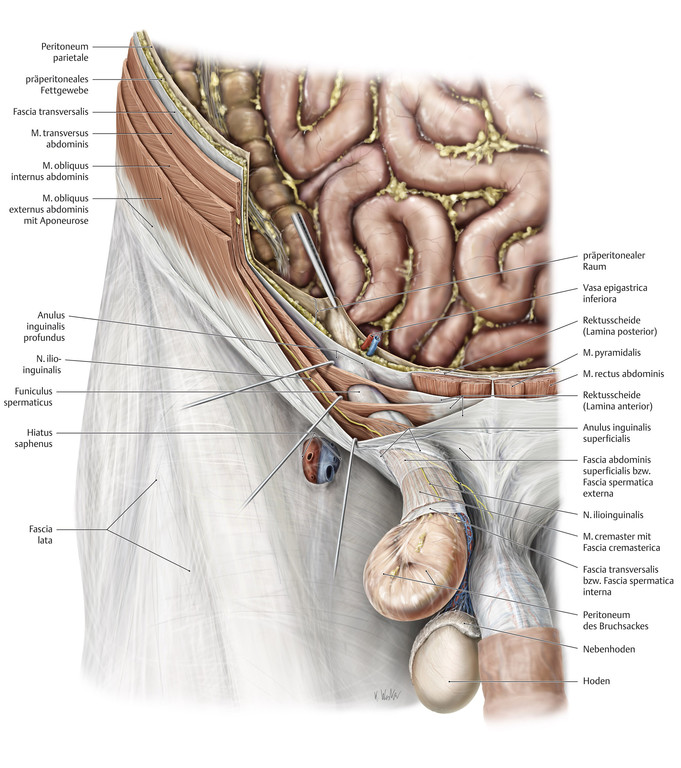 Peritoneum
parietale
präperitoneales
Fettgewebe
Fascia transversalis
M. transversus
abdominis
M. obliquus
internus abdominis
M. obliquus
externus abdominis
mit Aponeurose
Anulus
inguinalis
profundus
N. ilio-
inguinalis
Funiculus
spermaticus
Hiatus
saphenus
Fascia
lata
präperitonealer
Raum
Vasa epigastrica
inferiora
Rektusscheide
(Lamina posterior)
M. pyramidalis
M. rectus abdominis
Rektusscheide
(Lamina anterior)
Anulus inguinalis
superficialis
Fascia abdominis
superficialis bzw.
Fascia spermatica
externa
N. ilioinguinalis
M. cremaster mit
Fascia cremasterica
Fascia transversalis
bzw. Fascia spermatica
interna
Peritoneum
des Bruchsackes
Nebenhoden
Hoden